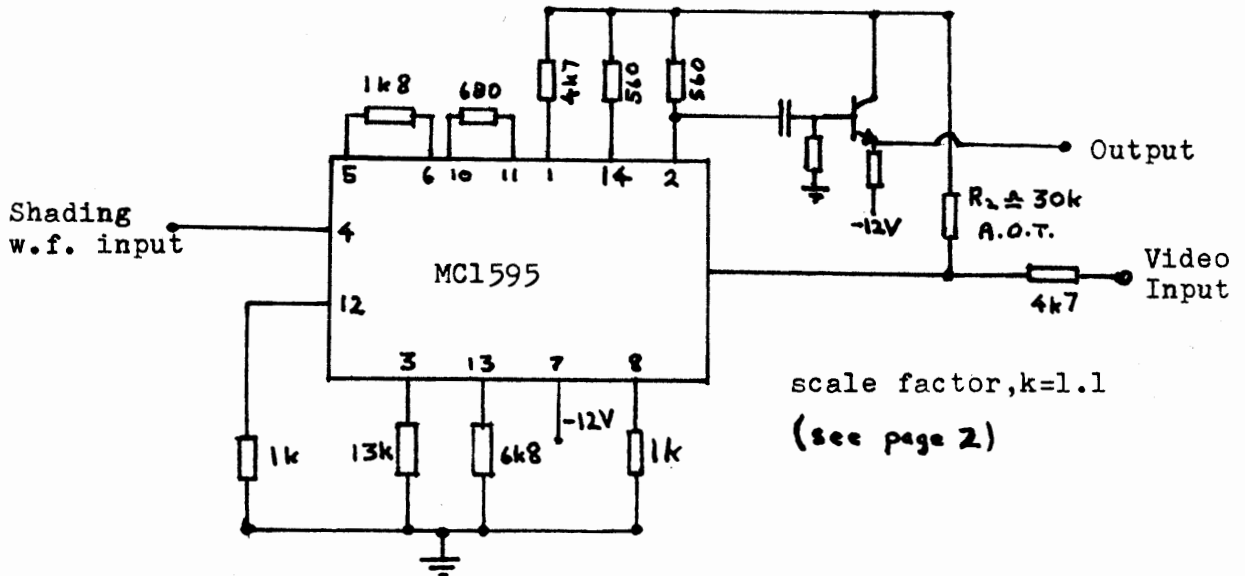 1k8
680
4k7
560
560
5
6
10
11
1
14
2
Output
R₂ ≏ 30k
A.O.T.
-12V
Shading
w.f. input
4
MC1595
Video
Input
4k7
12
3
13
7
8
-12V
1k
13k
6k8
1k
scale factor,k=1.1
(see page 2)